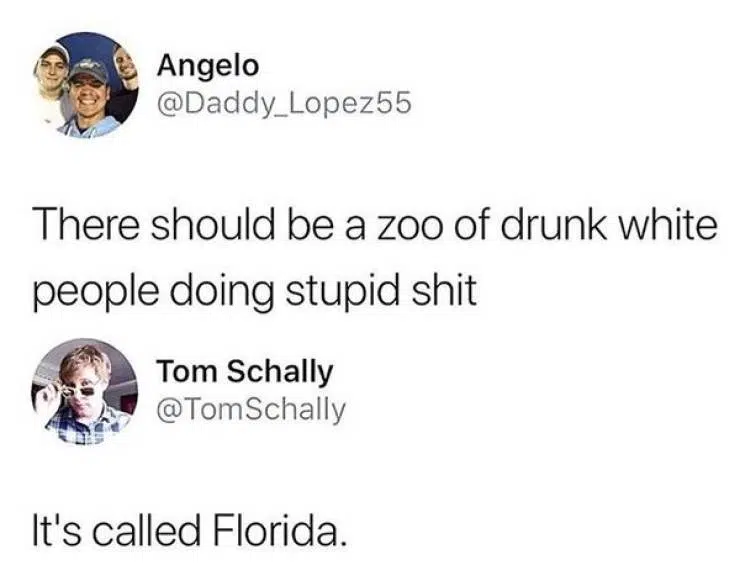 Angelo
@Daddy_Lopez55
There should be a zoo of drunk white
people doing stupid shit
Tom Schally
@TomSchally
It's called Florida.